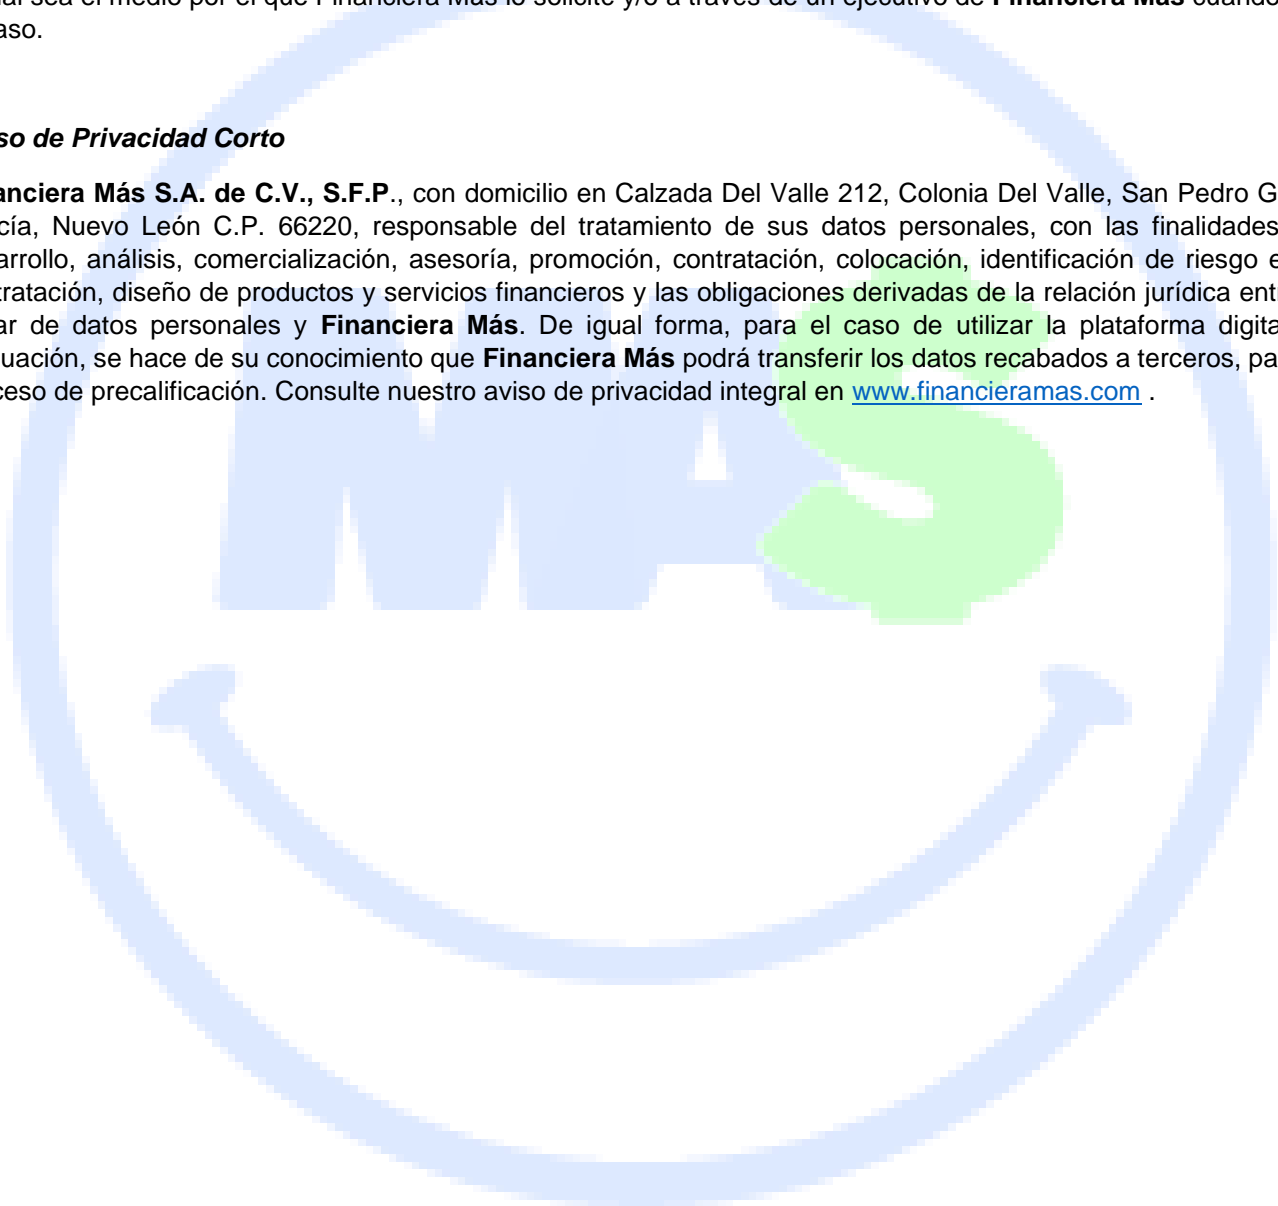 sea el medio por el que Financiera Más lo solicite y/o a través de un ejecutivo de Financiera Más
so de Privacidad Corto
anciera Más S.A. de C.V., S.F.P., con domicilio en Calzada Del Valle 212, Colonia Del Valle, San Pedro G
cía, Nuevo León C.P. 66220, responsable del tratamiento de sus datos personales, con las finalidades
arrollo, análisis, comercialización, asesoría, promoción, contratación, colocación, identificación de riesgo e
tratación, diseño de productos y servicios financieros y las obligaciones derivadas de la relación jurídica entr
ar de datos personales y Financiera Más. De igual forma, para el caso de utilizar la plataforma digita
uación, se hace de su conocimiento que Financiera Más podrá transferir los datos recabados a terceros, pa
ceso de precalificación. Consulte nuestro aviso de privacidad integral en www.financieramas.com .
MA$